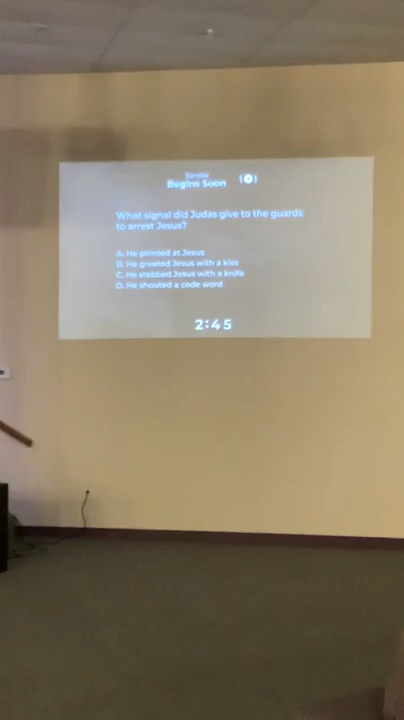 Service
Begins Soon
What signal did Judas give to the guards
to arrest Jesus?
A. He pointed at Jesus
B. He greeted Jesus with a kiss
C. He stabbed Jesus with a knife
D. He shouted a code word
2:45